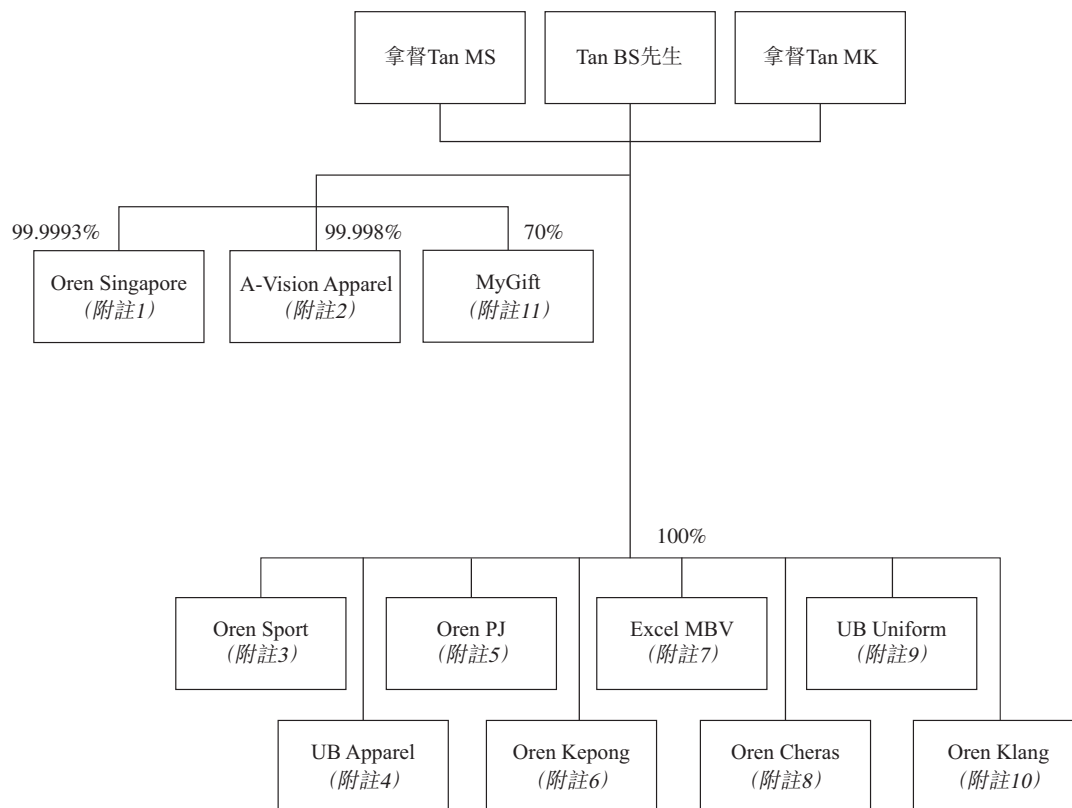 拿督Tan MS
Tan BS先生
拿督Tan MK
99.9993%
99.998%
70%
Oren Singapore
（附註1）
A-Vision Apparel
（附註2）
MyGift
（附註11）
100%
Oren Sport
（附註3）
Oren PJ
（附註5）
Excel MBV
（附註7）
UB Uniform
（附註9）
UB Apparel
（附註4）
Oren Kepong
（附註6）
Oren Cheras
（附註8）
Oren Klang
（附註10）